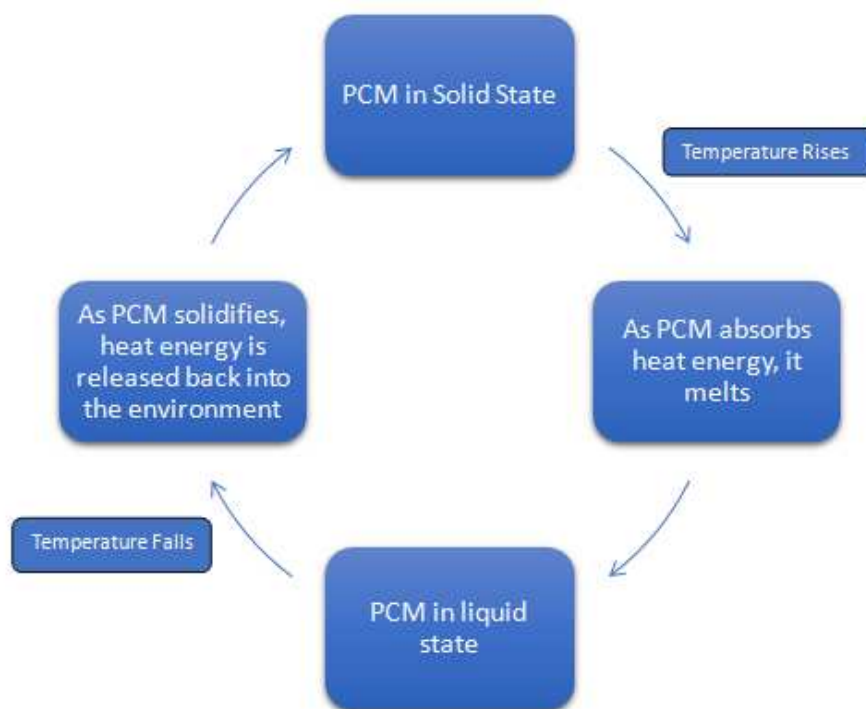 PCM in Solid State
Temperature Rises
As PCM absorbs
heat energy, it
melts
PCM in liquid
state
Temperature Falls
As PCM solidifies,
heat energy is
released back into
the environment